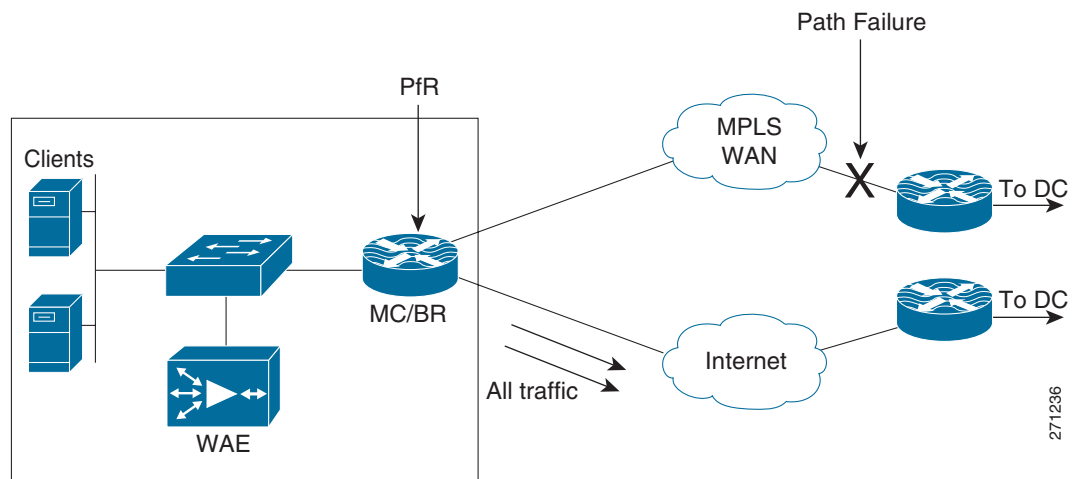 Path Failure
PfR
MPLS
WAN
Clients
To DC
MC/BR
To DC
Internet
All traffic
WAE
271236